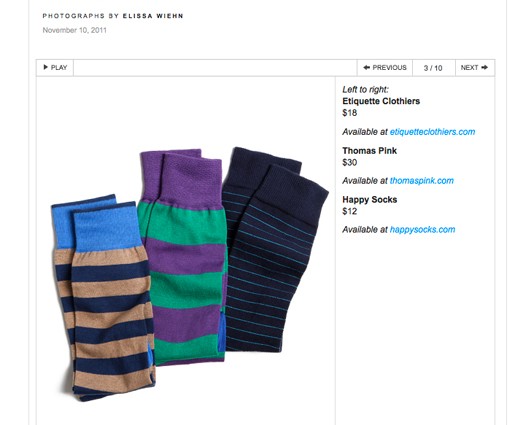 PHOTOGRAPHS BY ELISSA WIEHN
November 10, 2011
PLAY
PREVIOUS
3 / 10
NEXT
Left to right:
Etiquette Clothiers
$18
Available at etiquetteclothiers.com
Thomas Pink
$30
Available at thomaspink.com
Happy Socks
$12
Available at happysocks.com